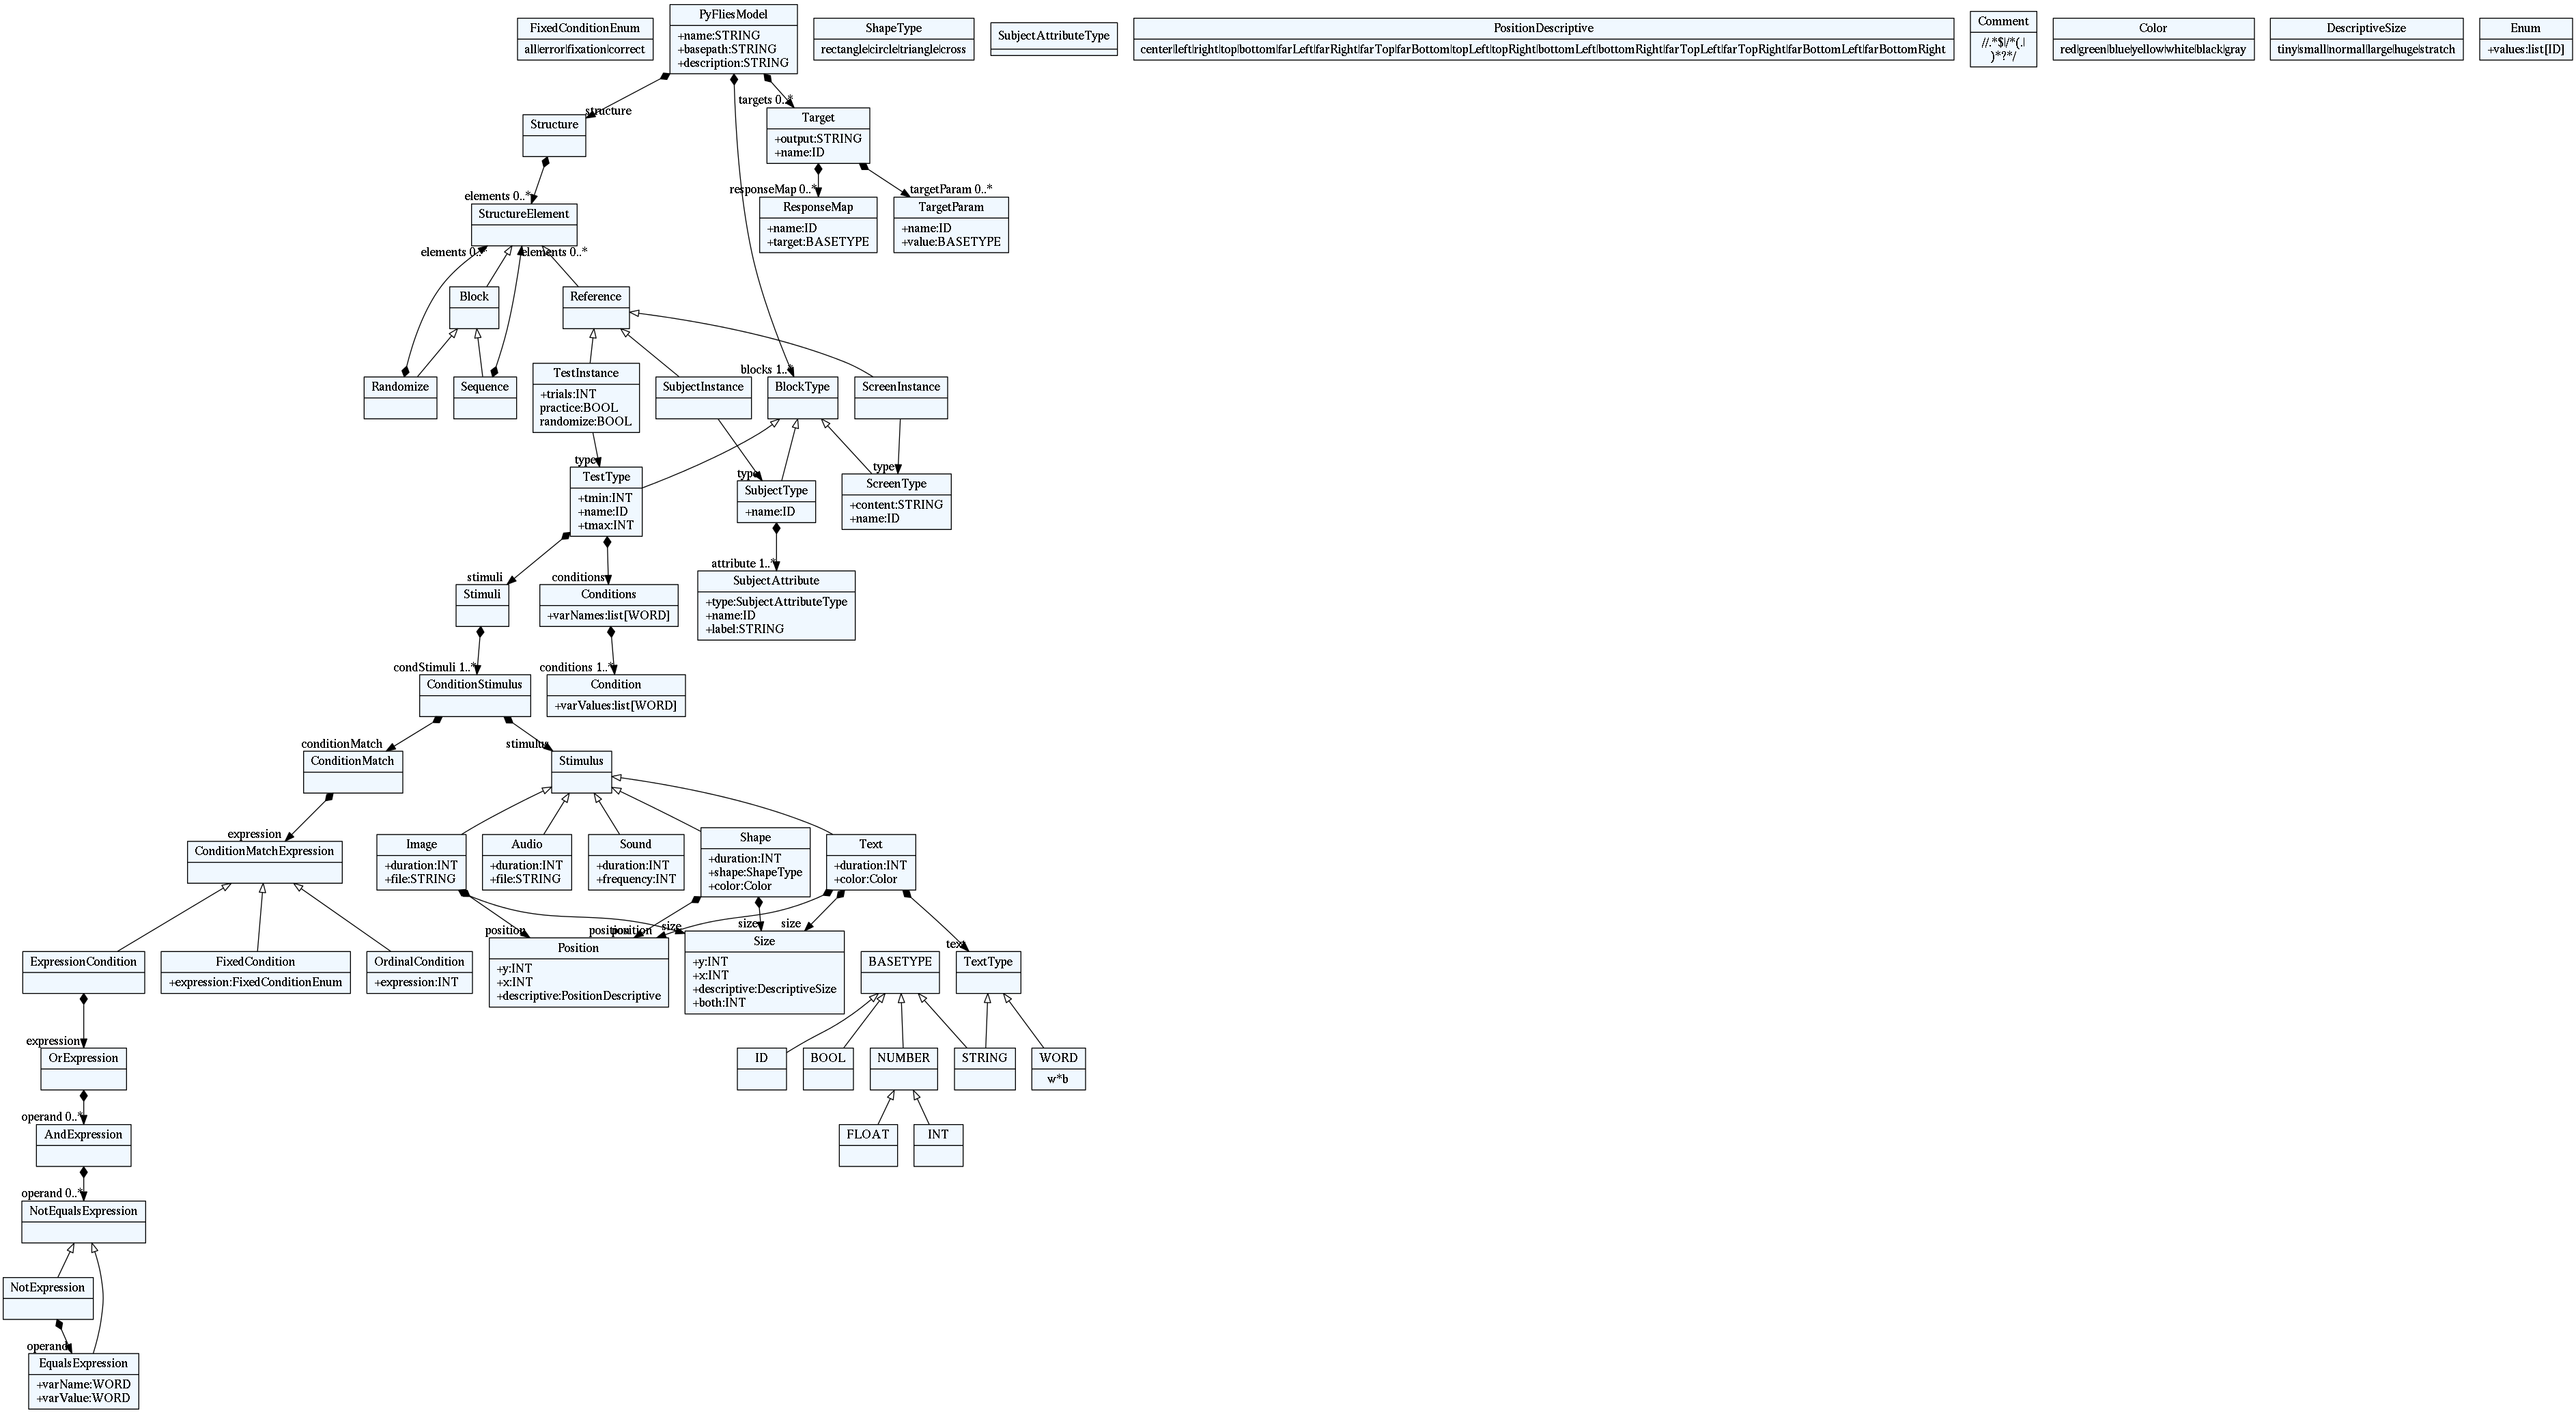 FixedConditionEnum
all|error|fixation|correct
PyFliesModel
+name:STRING
+basepath:STRING
+description:STRING
ShapeType
rectangle|circle|triangle|cross
SubjectAttributeType
PositionDescriptive
center|left|right|top|bottom|farLeft|farRight|farTop|farBottom|topLeft|topRight|bottomLeft|bottomRight|farTopLeft|farTopRight|farBottomLeft|farBottomRight
Comment
//.*$|/*(.|
)*?*/
Color
red|green|blue|yellow|white|black|gray
DescriptiveSize
tiny|small|normal|large|huge|stratch
Enum
+values:list[ID]
structure
targets 0..*
Structure
Target
+output:STRING
+name:ID
elements 0..*
responseMap 0..*
targetParam 0..*
StructureElement
ResponseMap
+name:ID
+target:BASETYPE
TargetParam
+name:ID
+value:BASETYPE
elements 0..*
elements 0..*
Block
Reference
blocks 1..*
Randomize
Sequence
TestInstance
+trials:INT
practice:BOOL
randomize:BOOL
SubjectInstance
BlockType
ScreenInstance
type
type
type
TestType
+tmin:INT
+name:ID
+tmax:INT
SubjectType
+name:ID
ScreenType
+content:STRING
+name:ID
stimuli
conditions
attribute 1..*
Stimuli
Conditions
+varNames:list[WORD]
SubjectAttribute
+type:SubjectAttributeType
+name:ID
+label:STRING
condStimuli 1..*
conditions 1..*
ConditionStimulus
Condition
+varValues:list[WORD]
conditionMatch
stimulus
ConditionMatch
Stimulus
expression
ConditionMatchExpression
Image
+duration:INT
+file:STRING
Audio
+duration:INT
+file:STRING
Sound
+duration:INT
+frequency:INT
Shape
+duration:INT
+shape:ShapeType
+color:Color
Text
+duration:INT
+color:Color
position
position
position
size
size
size
text
ExpressionCondition
FixedCondition
+expression:FixedConditionEnum
OrdinalCondition
+expression:INT
Position
+y:INT
+x:INT
+descriptive:PositionDescriptive
Size
+y:INT
+x:INT
+descriptive:DescriptiveSize
+both:INT
BASETYPE
TextType
expression
OrExpression
ID
BOOL
NUMBER
STRING
WORD
w*b
operand 0..*
AndExpression
FLOAT
INT
operand 0..*
NotEqualsExpression
NotExpression
operand
EqualsExpression
+varName:WORD
+varValue:WORD